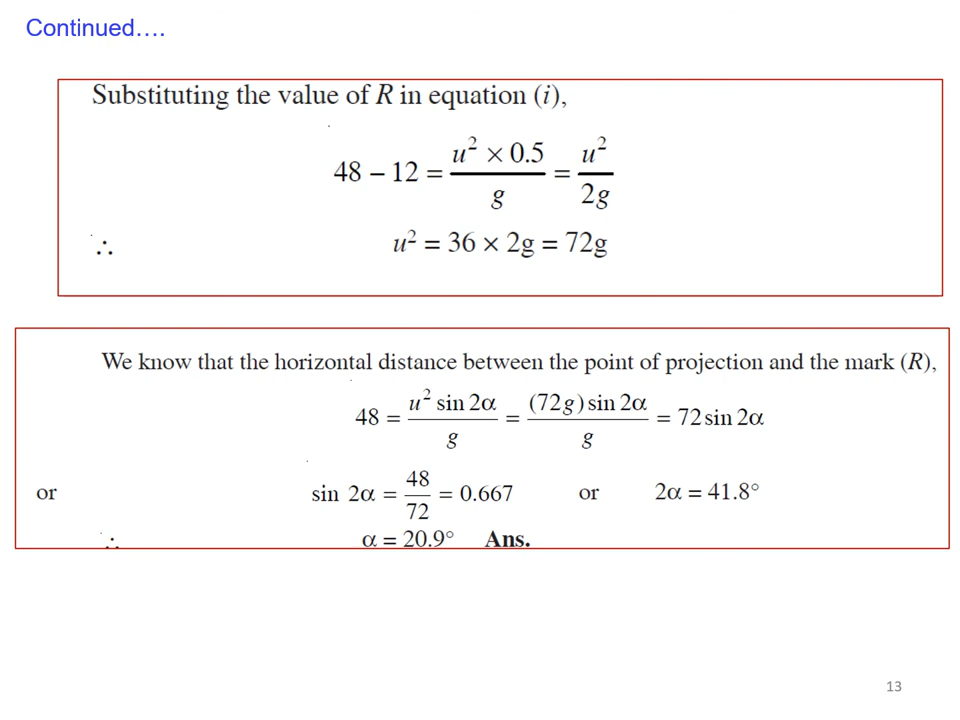 Continued….
Substituting the value of R in equation (i),
48 – 12 = u² × 0.5 / g = u² / 2g
∴ u² = 36 × 2g = 72g
We know that the horizontal distance between the point of projection and the mark (R),
48 = u² sin 2α / g = (72g) sin 2α / g = 72 sin 2α
or sin 2α = 48 / 72 = 0.667 or 2α = 41.8°
∴ α = 20.9° Ans.
13